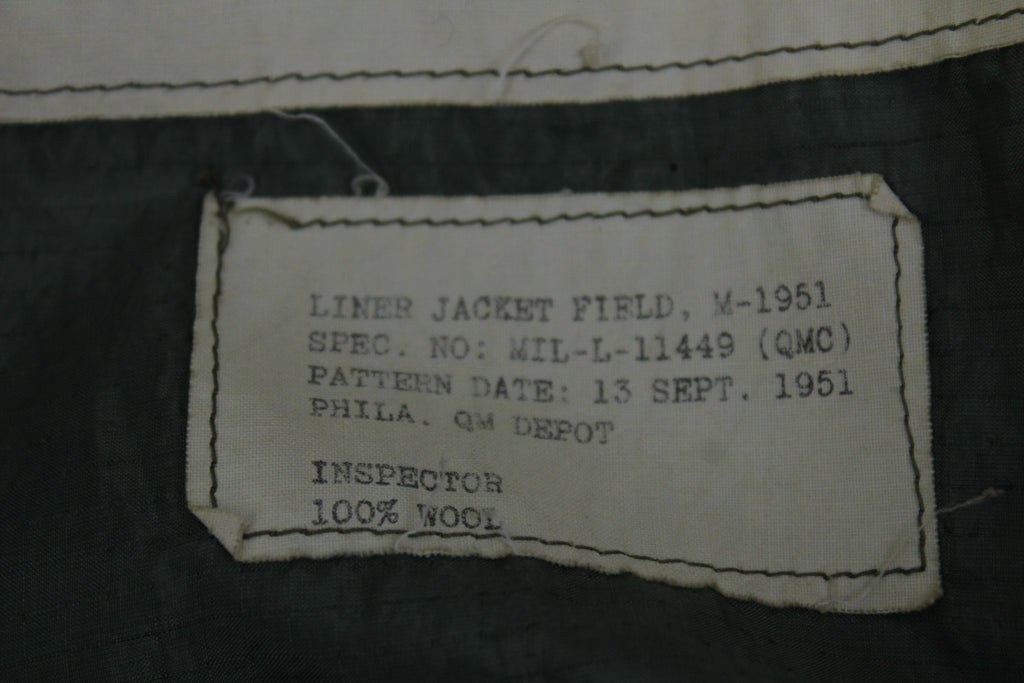 LINER JACKET FIELD, M-1951
SPEC. NO: MIL-L-11449 (QMC)
PATTERN DATE: 13 SEPT. 1951
PHILA. QM DEPOT
INSPECTOR
100% WOOL